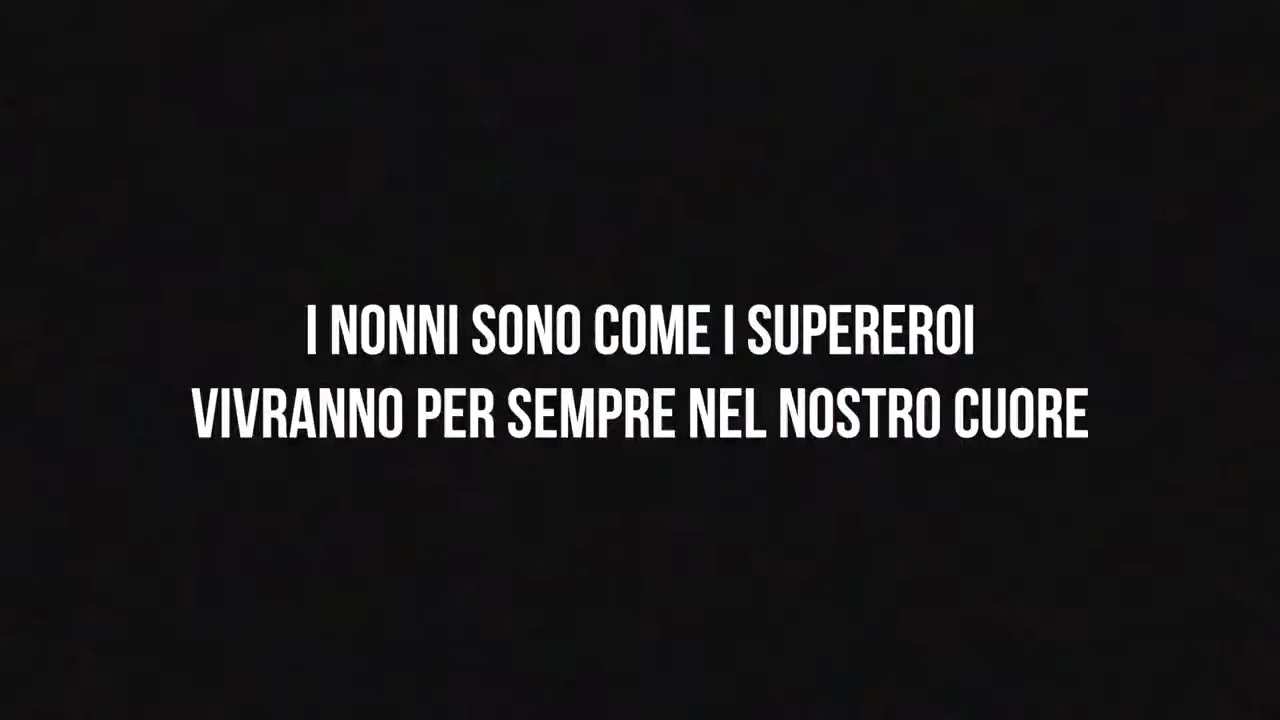 I NONNI SONO COME I SUPEREROI
VIVRANNO PER SEMPRE NEL NOSTRO CUORE